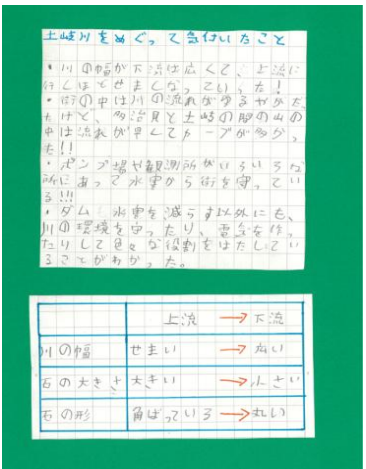 土岐川をめぐって気付いたこと
・川の幅が下流は広くて、上流に
行くほどせまくなっていった!
・街の中は川の流れがゆるやかだ
たけど、多治見と土岐の間の山の
中は流れが早くてカーブが多か
た!!
・ポンプ場や観測所がいろいろな
所にあって水害から街を守ってい
る!!!
・ダムは水害を減らす以外にも、
川の環境を守ったり、電気を作っ
たりして色々な役割をはたしてい
ることがわかった。
上流 → 下流
川の幅 せまい → 広い
石の大きさ 大きい → 小さい
石の形 角ばっている → 丸い